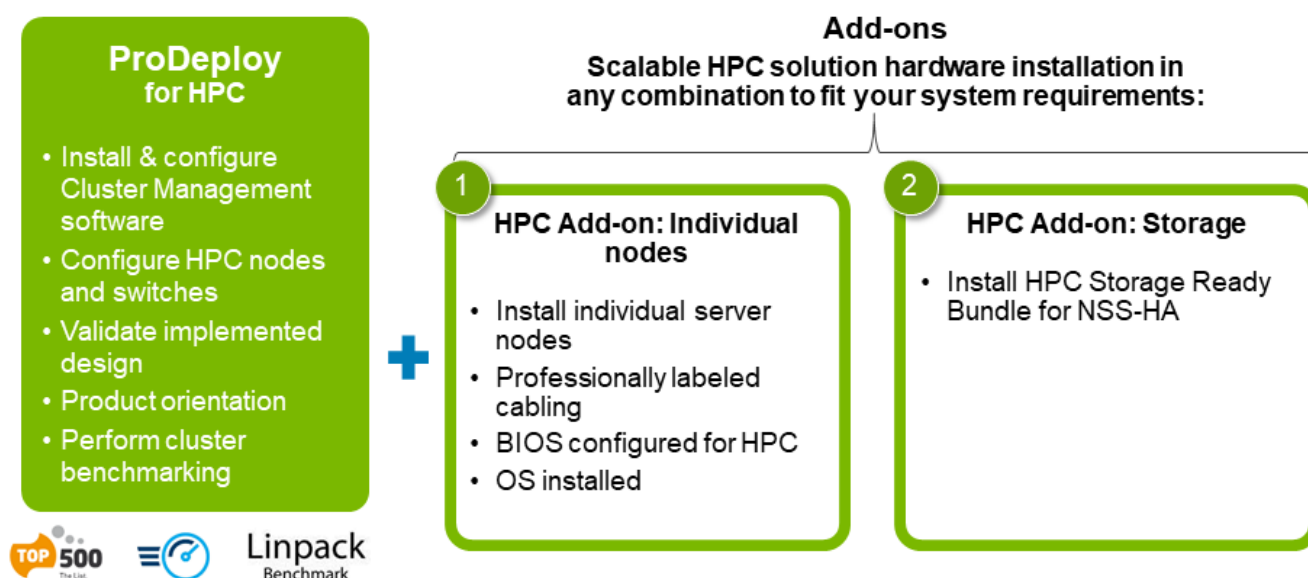 ProDeploy
for HPC
• Install & configure
Cluster Management
software
• Configure HPC nodes
and switches
• Validate implemented
design
• Product orientation
• Perform cluster
benchmarking
TOP 500
The List.
Linpack
Benchmark
Add-ons
Scalable HPC solution hardware installation in
any combination to fit your system requirements:
1
HPC Add-on: Individual
nodes
• Install individual server
nodes
• Professionally labeled
cabling
• BIOS configured for HPC
• OS installed
2
HPC Add-on: Storage
• Install HPC Storage Ready
Bundle for NSS-HA